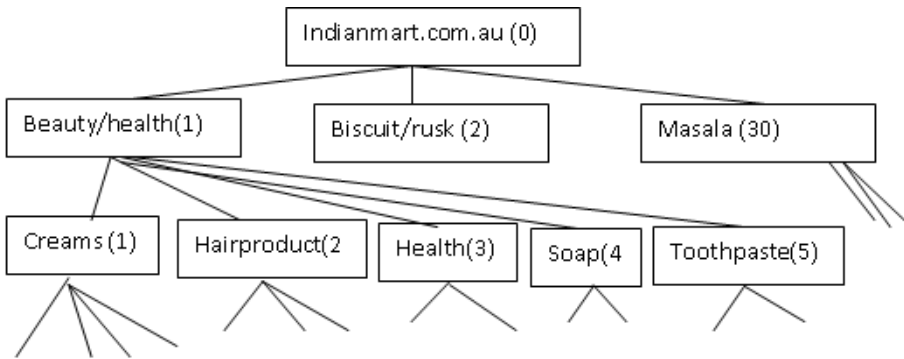 Indianmart.com.au (0)
Beauty/health(1)
Biscuit/rusk (2)
Masala (30)
Creams (1)
Hairproduct(2
Health(3)
Soap(4
Toothpaste(5)